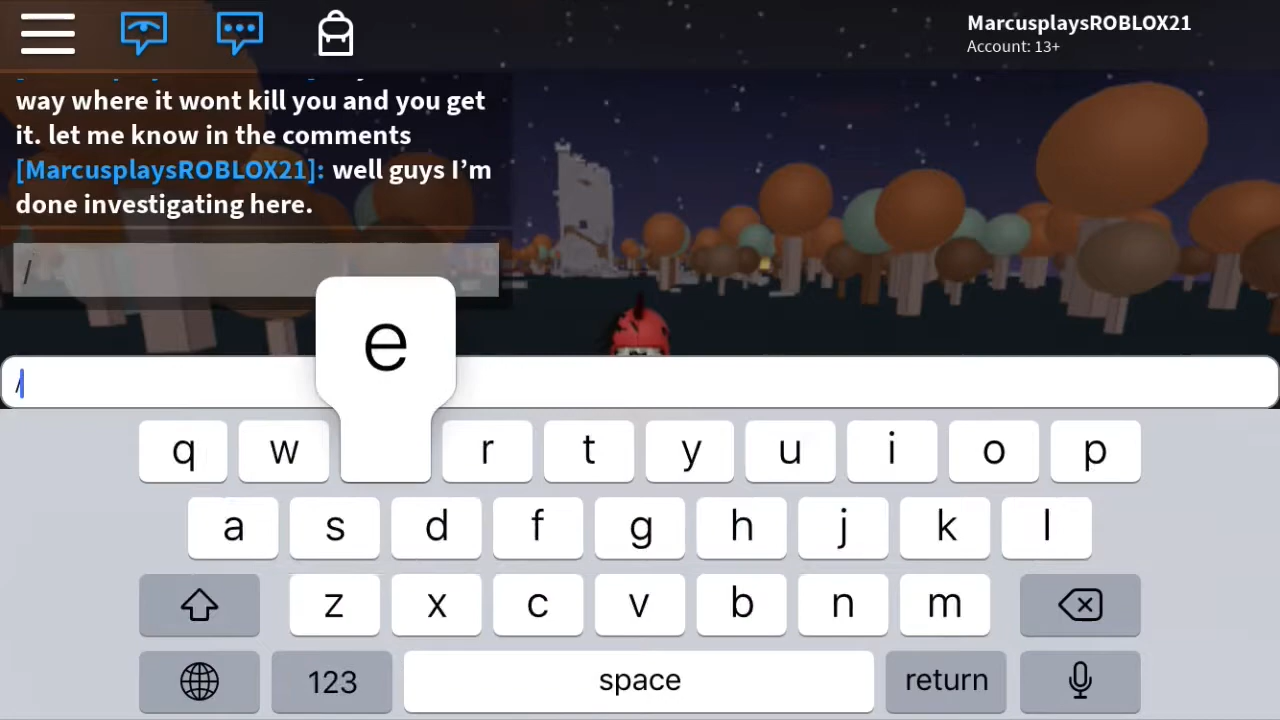 MarcusplaysROBLOX21
Account: 13+
way where it wont kill you and you get
it. let me know in the comments
[MarcusplaysROBLOX21]: well guys I’m
done investigating here.
/
e
/
q w r t y u i o p
a s d f g h j k l
z x c v b n m
123 space return